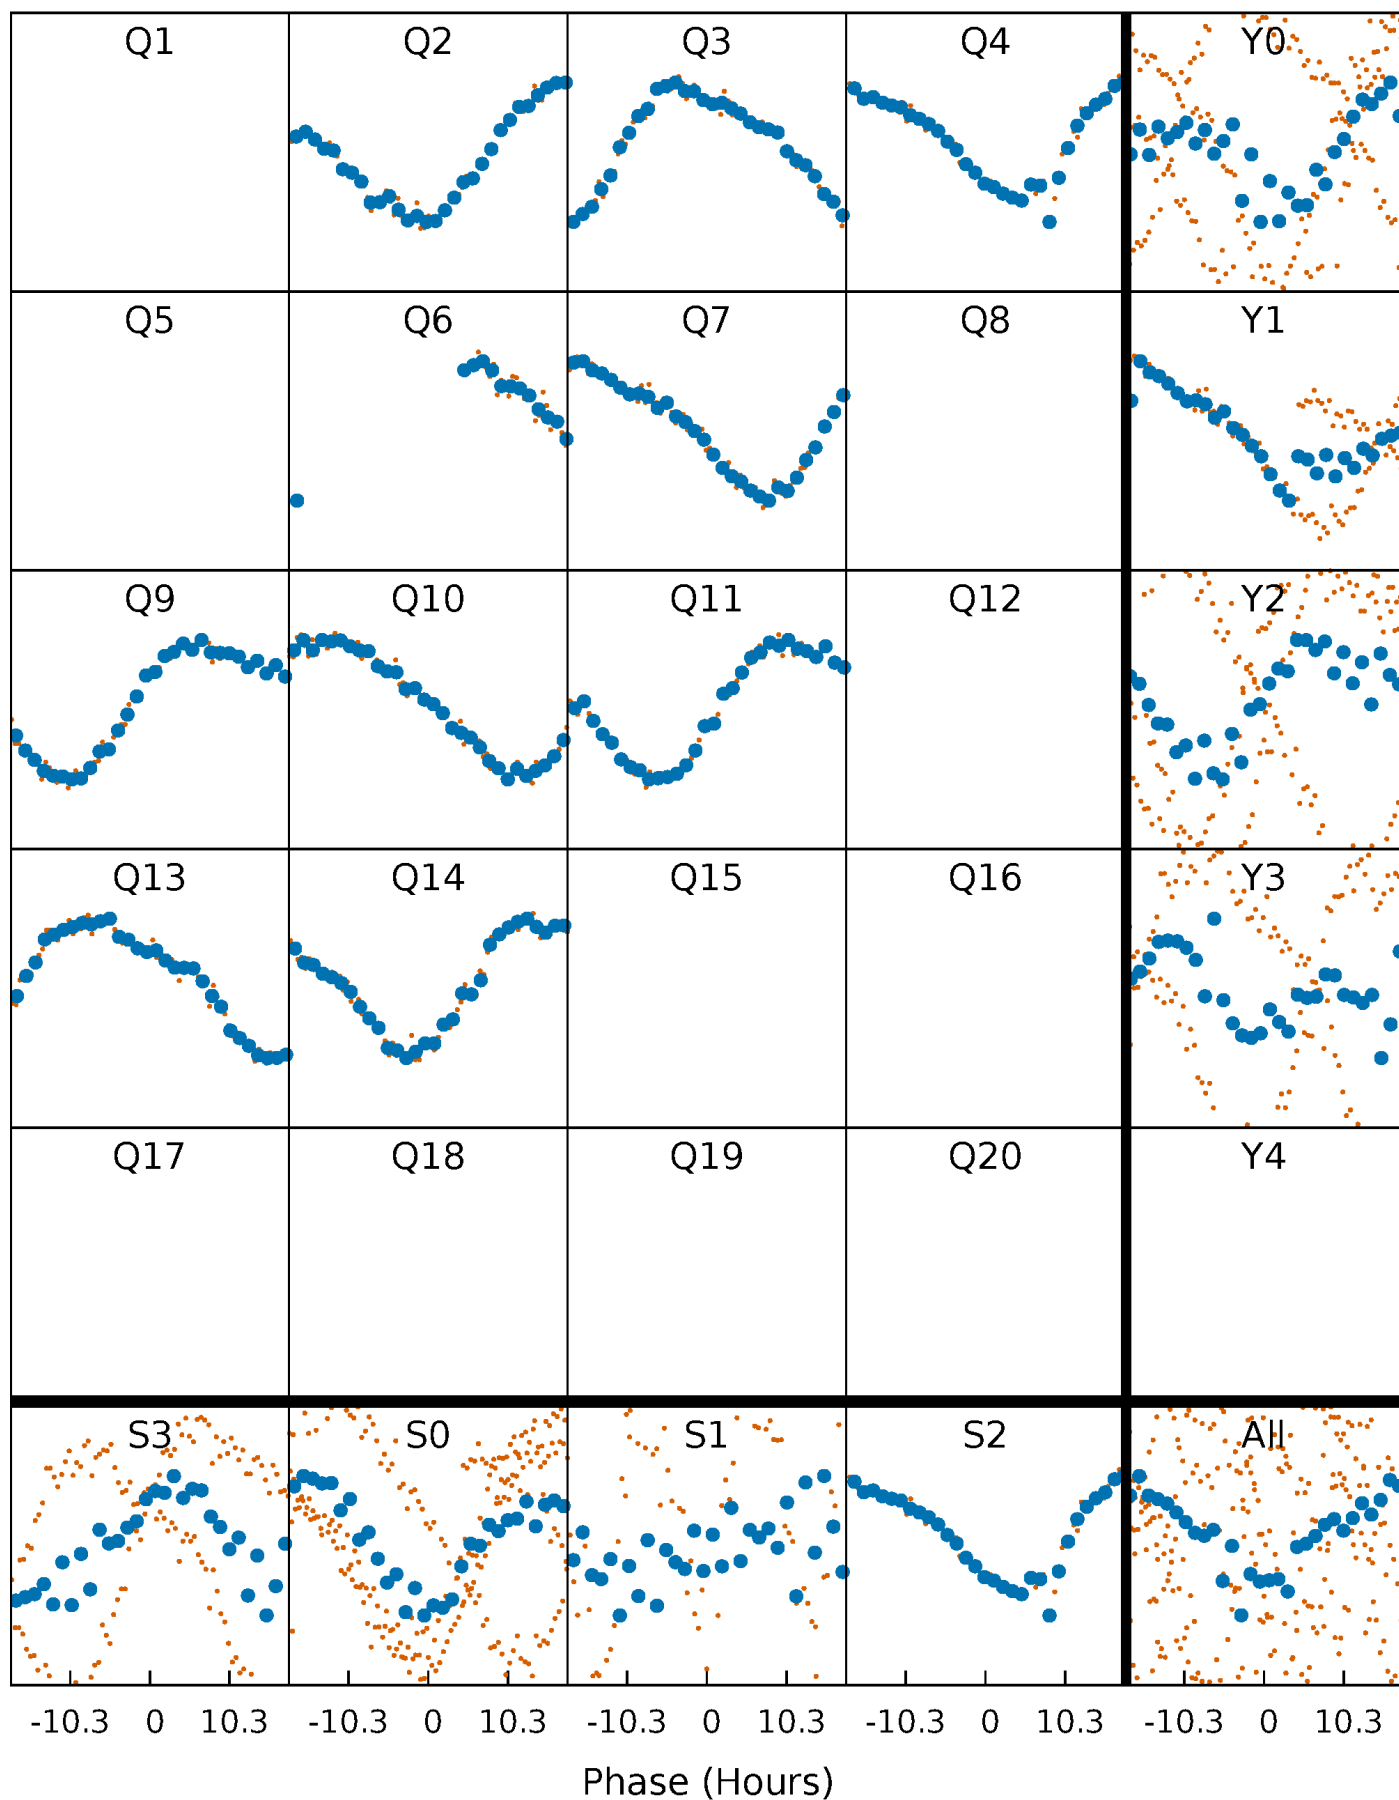 Q1 Q2 Q3 Q4 Y0
Q5 Q6 Q7 Q8 Y1
Q9 Q10 Q11 Q12 Y2
Q13 Q14 Q15 Q16 Y3
Q17 Q18 Q19 Q20 Y4
S3 S0 S1 S2 All
-10.3 0 10.3 -10.3 0 10.3 -10.3 0 10.3 -10.3 0 10.3 -10.3 0 10.3
Phase (Hours)